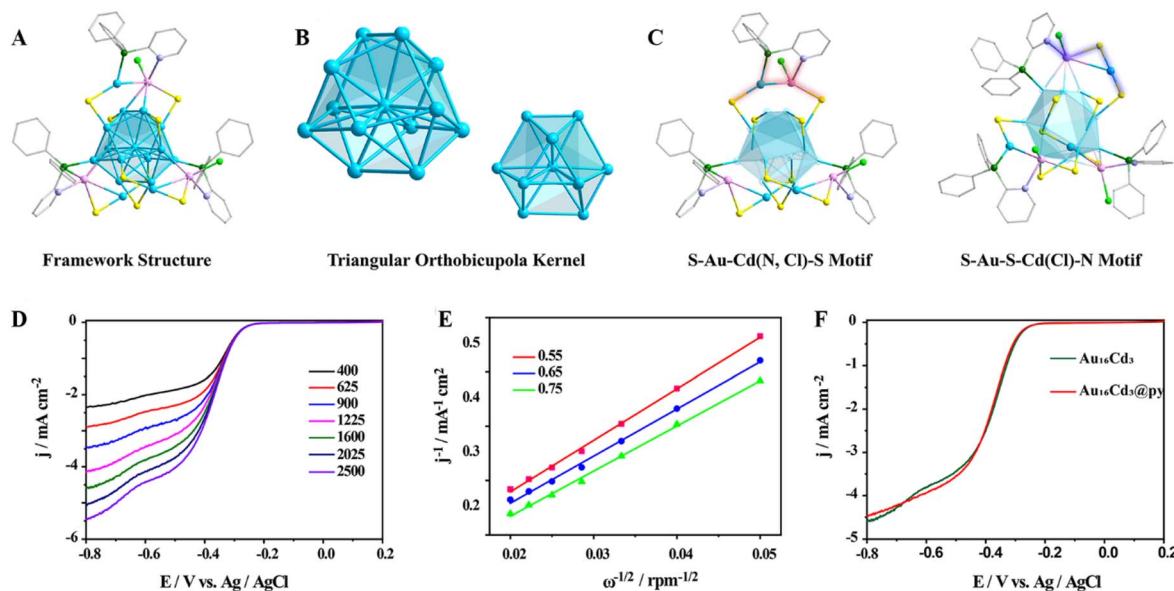 A
B
C
Framework Structure
Triangular Orthobicupola Kernel
S-Au-Cd(N, Cl)-S Motif
S-Au-S-Cd(Cl)-N Motif
D
0
-2
-4
-6
j / mA cm⁻²
400
625
900
1225
1600
2025
2500
-0.8
-0.6
-0.4
-0.2
0.0
0.2
E / V vs. Ag / AgCl
E
0.5
0.4
0.3
0.2
j⁻¹ / mA⁻¹ cm²
0.55
0.65
0.75
0.02
0.03
0.04
0.05
ω⁻¹/² / rpm⁻¹/²
F
0
-1
-2
-3
-4
-5
j / mA cm⁻²
Au₁₆Cd₃
Au₁₆Cd₃@py
-0.8
-0.6
-0.4
-0.2
0.0
0.2
E / V vs. Ag / AgCl